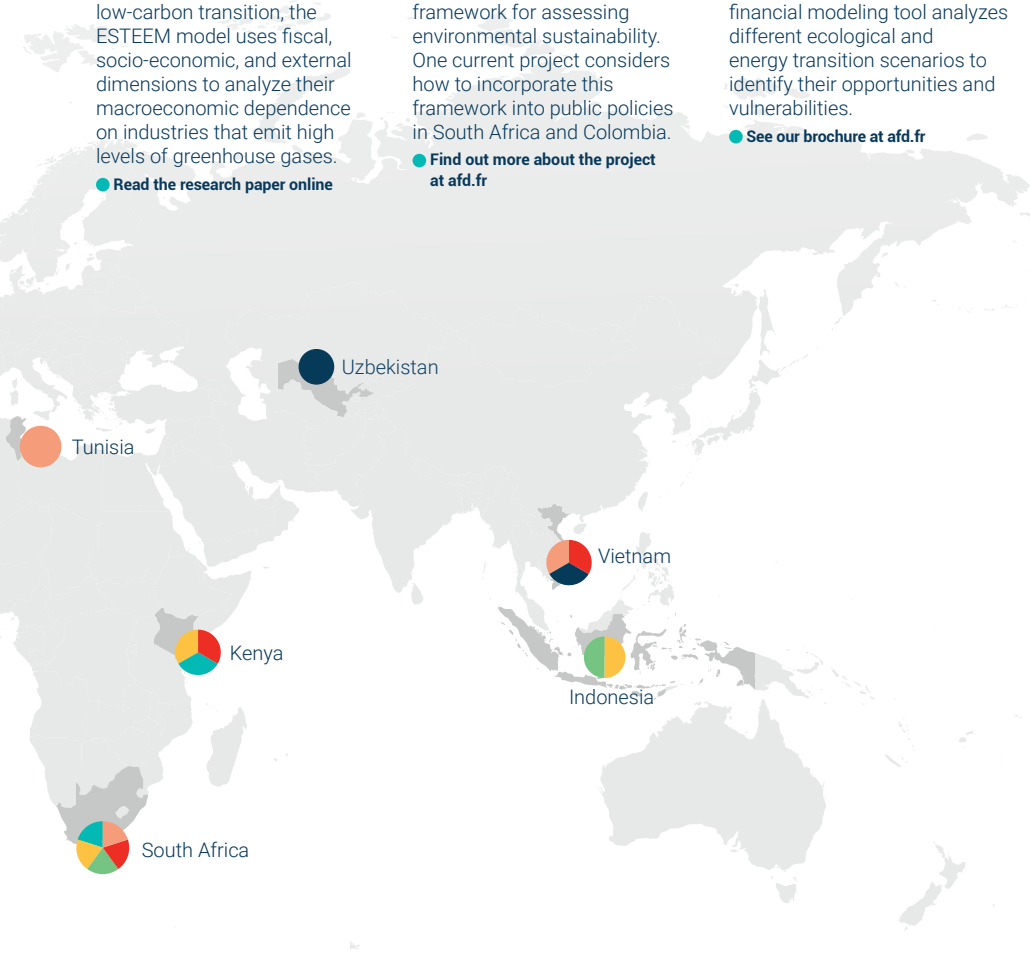 low-carbon transition, the
ESTEEM model uses fiscal,
socio-economic, and external
dimensions to analyze their
macroeconomic dependence
on industries that emit high
levels of greenhouse gases.
Read the research paper online
framework for assessing
environmental sustainability.
One current project considers
how to incorporate this
framework into public policies
in South Africa and Colombia.
Find out more about the project
at afd.fr
financial modeling tool analyzes
different ecological and
energy transition scenarios to
identify their opportunities and
vulnerabilities.
See our brochure at afd.fr
Uzbekistan
Tunisia
Vietnam
Kenya
Indonesia
South Africa